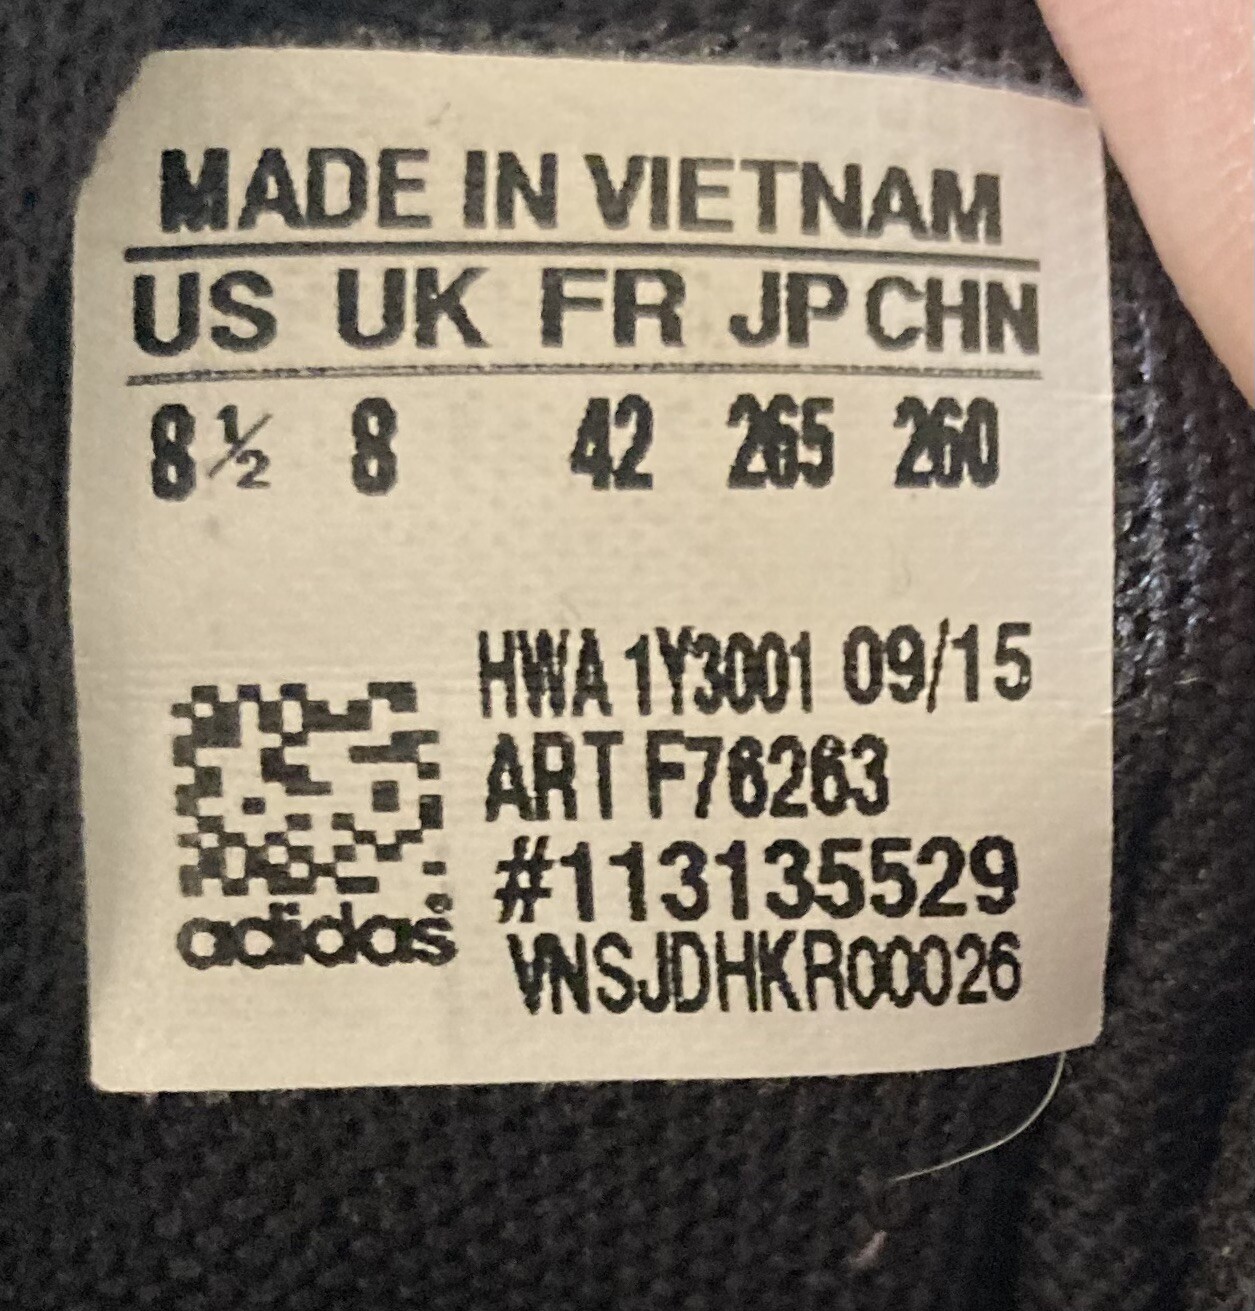 MADE IN VIETNAM
US UK FR JP CHN
8½ 8 42 265 260
HWA 1Y3001 09/15
ART F76263
#113135529
adidas
VNSJDHKR00026